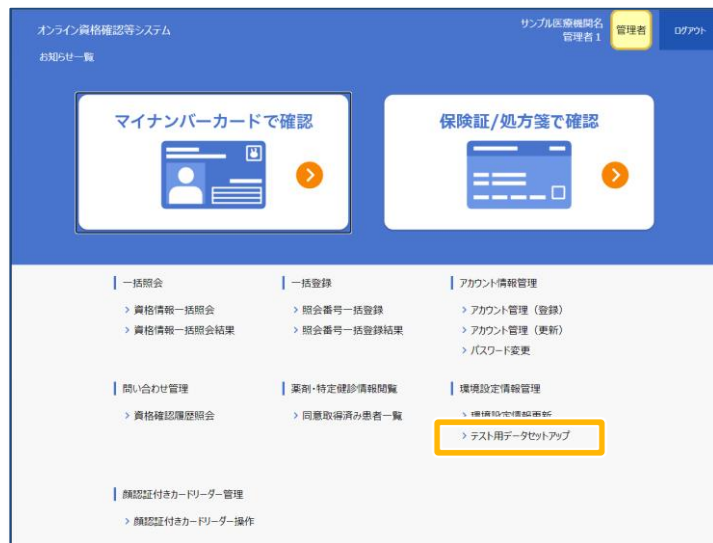 オンライン資格確認等システム
サンプル医療機関名
管理者1
管理者
ログアウト
お知らせ一覧
マイナンバーカードで確認
保険証/処方箋で確認
一括照会
> 資格情報一括照会
> 資格情報一括照会結果
一括登録
> 照会番号一括登録
> 照会番号一括登録結果
アカウント情報管理
> アカウント管理（登録）
> アカウント管理（更新）
> パスワード変更
問い合わせ管理
> 資格確認履歴照会
薬剤・特定健診情報閲覧
> 同意取得済み患者一覧
環境設定情報管理
> 環境設定情報更新
> テスト用データセットアップ
顔認証付きカードリーダー管理
> 顔認証付きカードリーダー操作